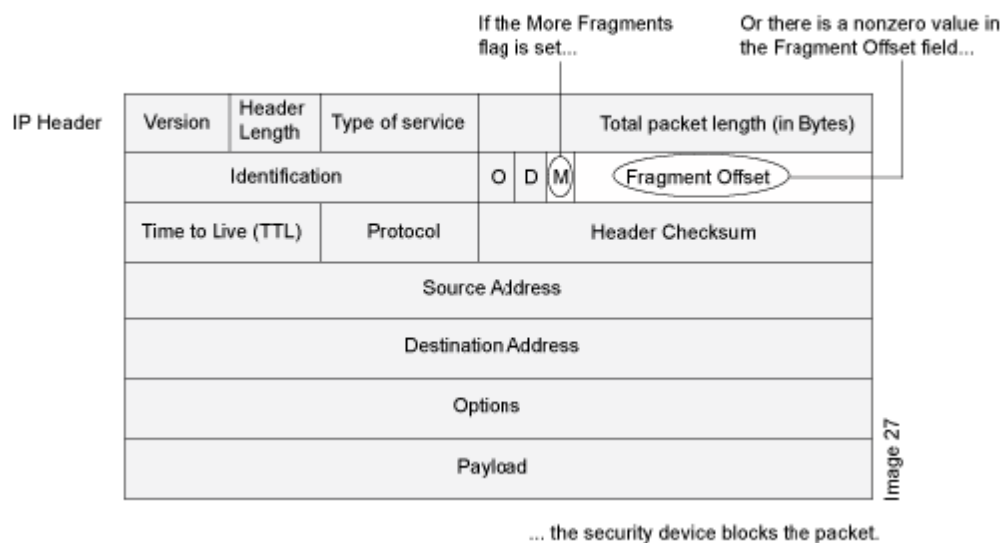 If the More Fragments
flag is set...
Or there is a nonzero value in
the Fragment Offset field...
IP Header
Version
Header
Length
Type of service
Total packet length (in Bytes)
Identification
O
D
M
Fragment Offset
Time to Live (TTL)
Protocol
Header Checksum
Source Address
Destination Address
Options
Payload
Image 27
... the security device blocks the packet.